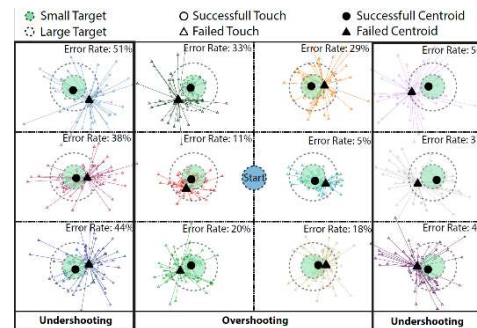 Small Target
Successfull Touch
Successfull Centroid
Large Target
Failed Touch
Failed Centroid
Error Rate: 51%
Error Rate: 33%
Error Rate: 29%
Error Rate: 38%
Error Rate: 11%
Start
Error Rate: 5%
Error Rate: 44%
Error Rate: 20%
Error Rate: 18%
Undershooting
Overshooting
Undershooting